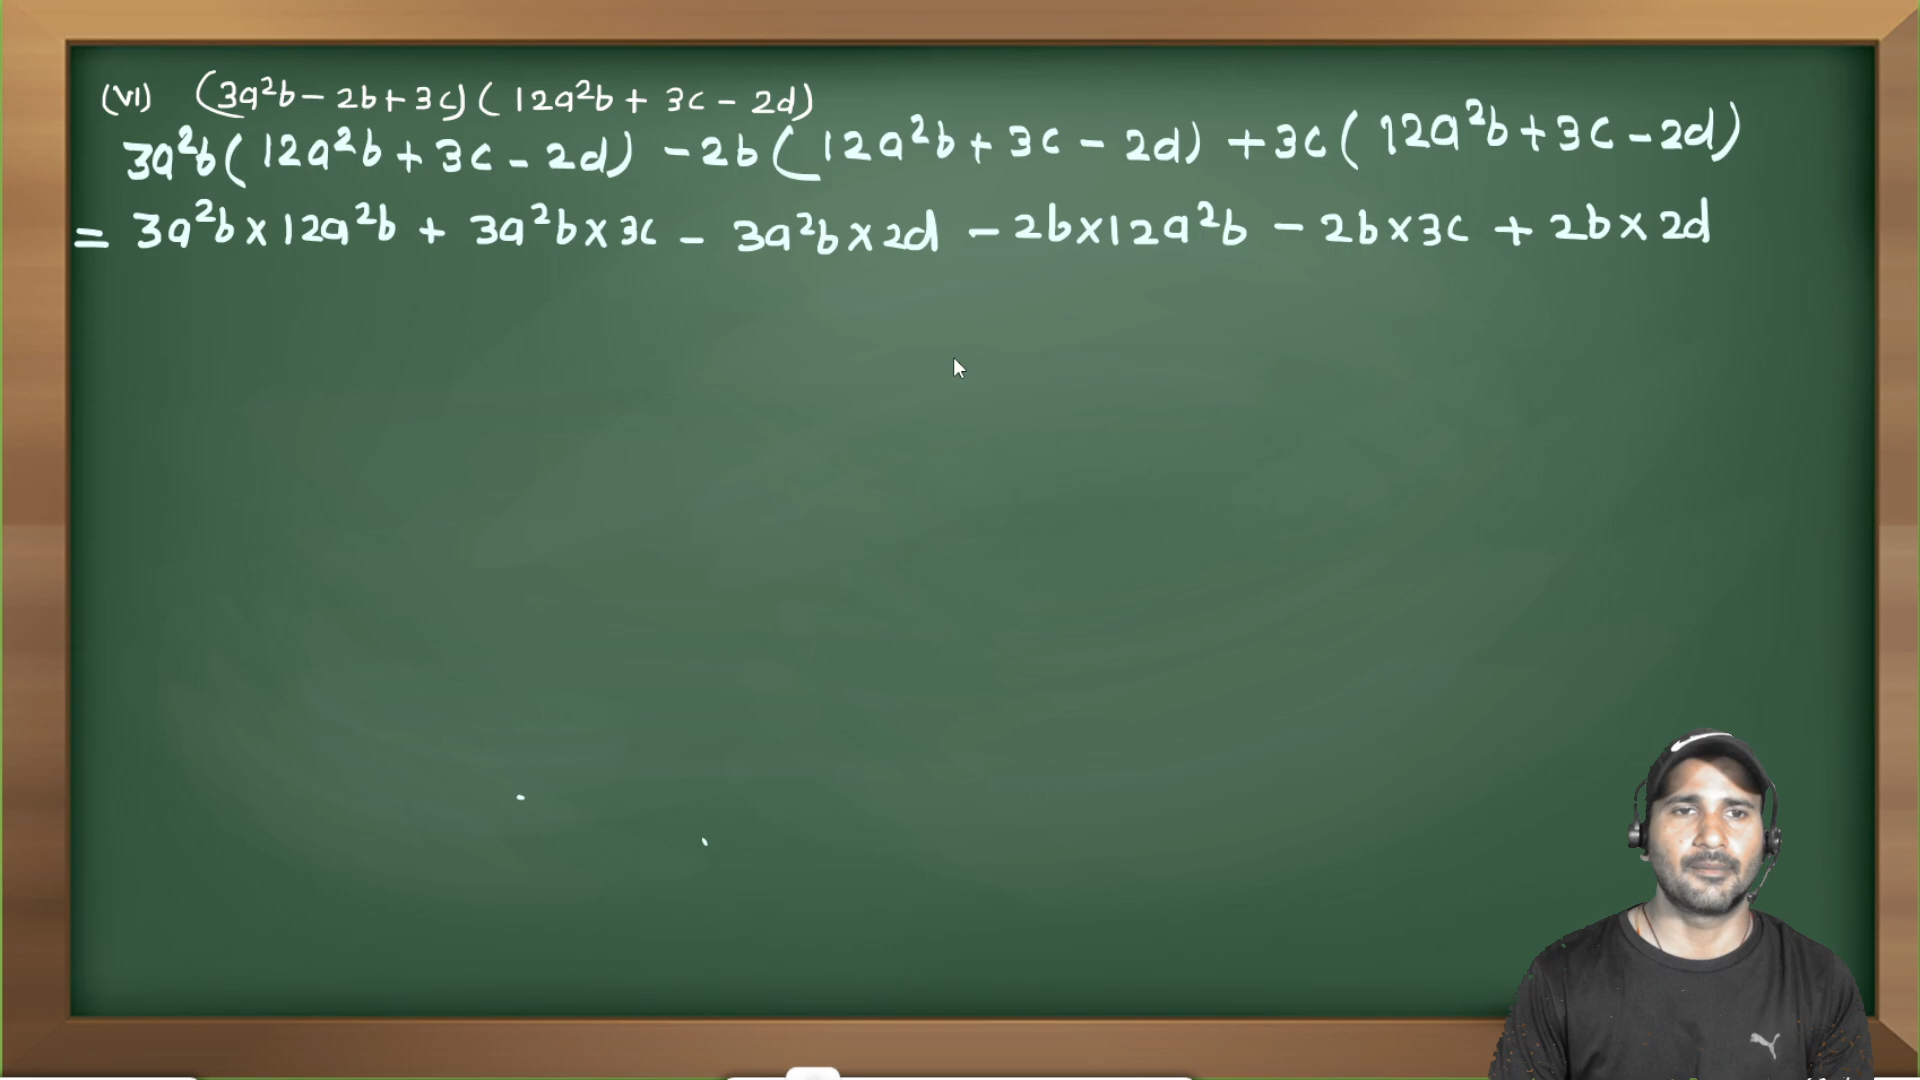 (VI) (3a²b - 2b + 3c) ( 12a²b + 3c - 2d)
3a²b( 12a²b + 3c - 2d) - 2b ( 12a²b + 3c - 2d) + 3c ( 12a²b + 3c - 2d)
= 3a²b × 12a²b + 3a²b × 3c - 3a²b × 2d - 2b × 12a²b - 2b × 3c + 2b × 2d